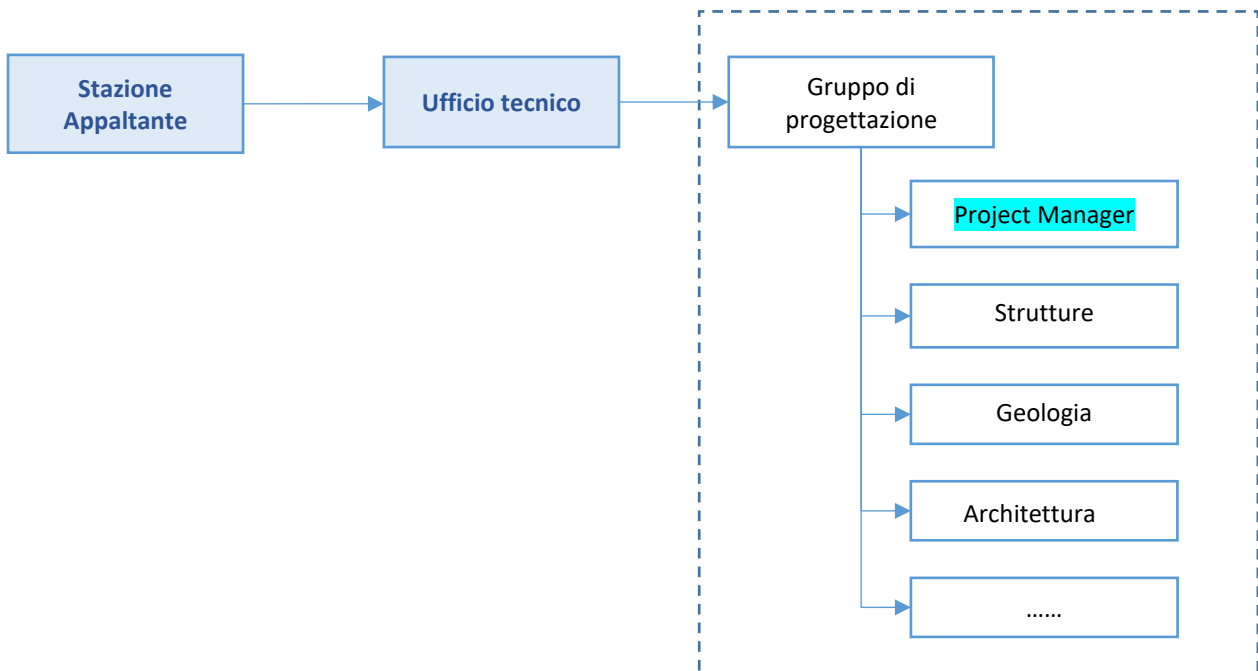 Stazione
Appaltante
Ufficio tecnico
Gruppo di
progettazione
Project Manager
Strutture
Geologia
Architettura
……